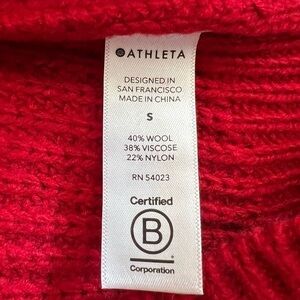 ATHLETA
DESIGNED IN
SAN FRANCISCO
MADE IN CHINA
S
40% WOOL
38% VISCOSE
22% NYLON
RN 54023
Certified
B
Corporation